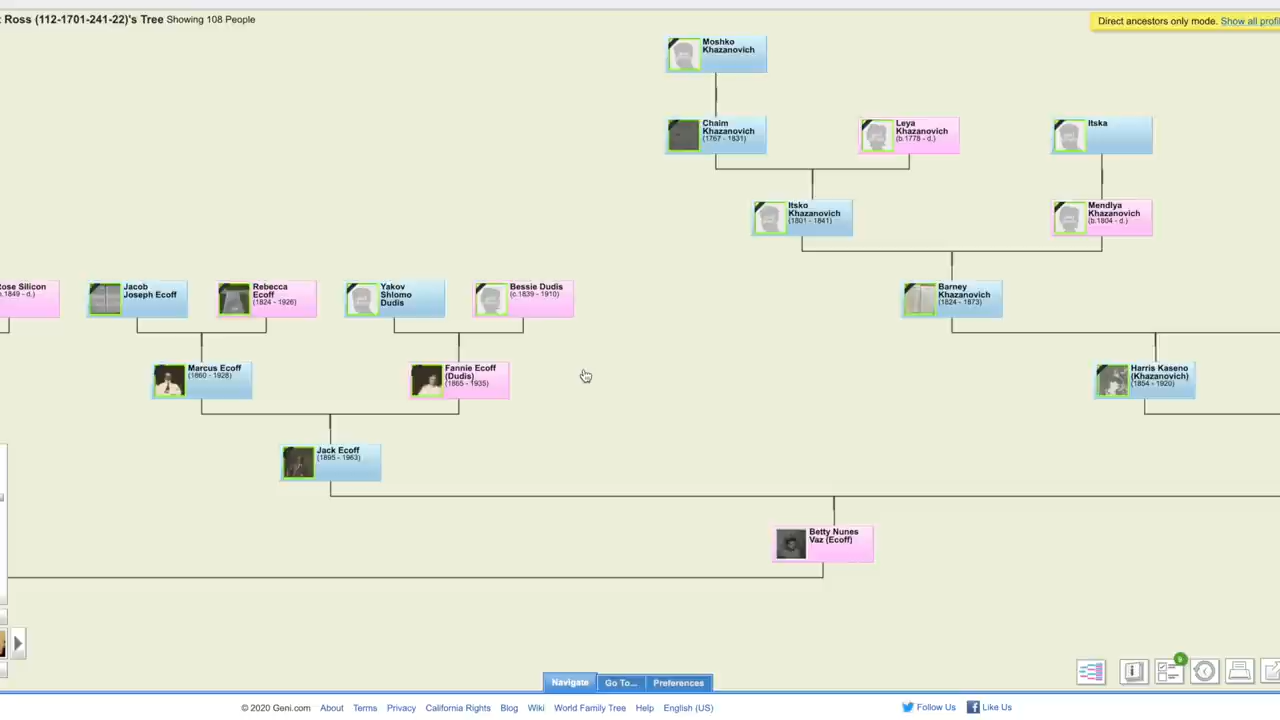 Ross (112-1701-241-22)'s Tree Showing 108 People
Direct ancestors only mode. Show all
Moshko
Khazanovich
Chaim
Khazanovich
(1767 - 1831)
Leya
Khazanovich
(b.1778 - d.)
Itska
Itsko
Khazanovich
(1801 - 1841)
Mendlya
Khazanovich
(b.1804 - d.)
Rose Silicon
1849 - d.)
Jacob
Joseph Ecoff
Rebecca
Ecoff
(1824 - 1926)
Yakov
Shlomo
Dudis
Bessie Dudis
(c.1839 - 1910)
Barney
Khazanovich
(1824 - 1873)
Marcus Ecoff
(1860 - 1928)
Fannie Ecoff
(Dudis)
(1865 - 1935)
Harris Kaseno
(Khazanovich)
(1854 - 1920)
Jack Ecoff
(1895 - 1963)
Betty Nunes
Vaz (Ecoff)
9
Navigate Go To... Preferences
© 2020 Geni.com About Terms Privacy California Rights Blog Wiki World Family Tree Help English (US) Follow Us Like Us